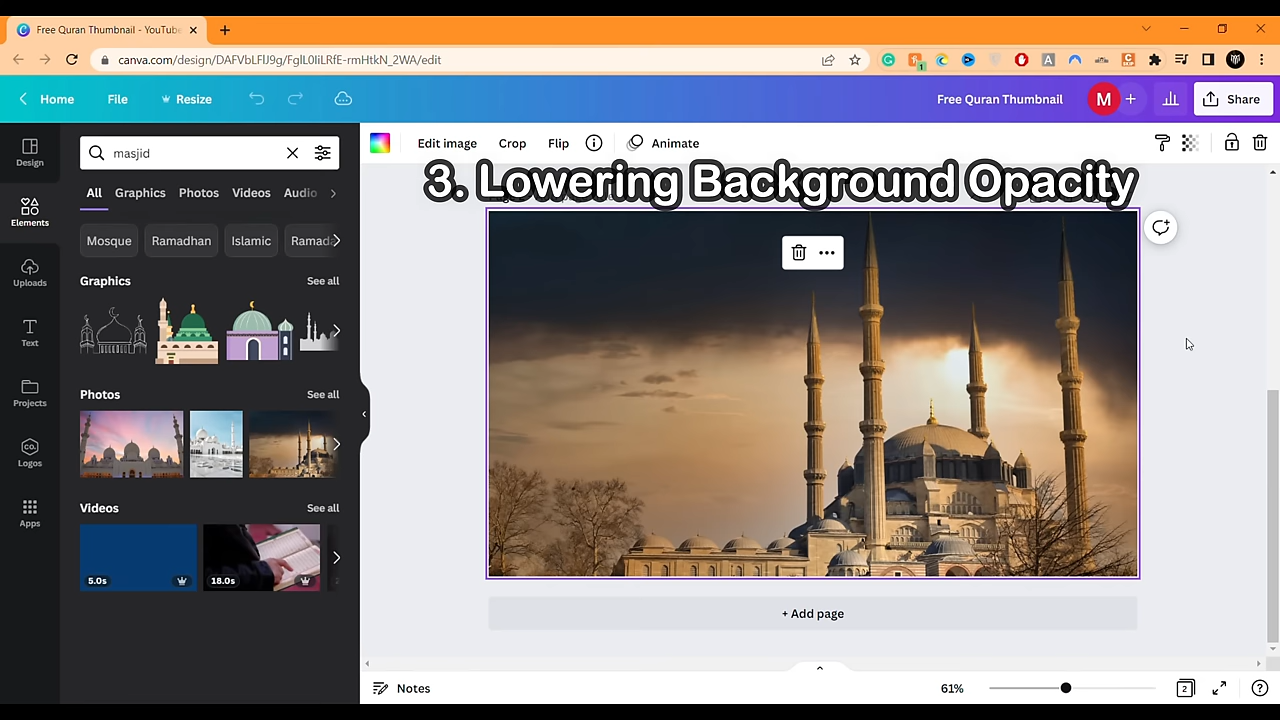 Free Quran Thumbnail - YouTube
canva.com/design/DAFVbLFlJ9g/FglL0IiLRfE-rmHtkN_2WA/edit
Home
File
Resize
Free Quran Thumbnail
M
Share
Design
Elements
Uploads
Text
Projects
Logos
Apps
masjid
All
Graphics
Photos
Videos
Audio
Mosque
Ramadhan
Islamic
Ramada
Graphics
See all
Photos
See all
Videos
See all
5.0s
18.0s
Edit image
Crop
Flip
Animate
3. Lowering Background Opacity
+ Add page
Notes
61%
2